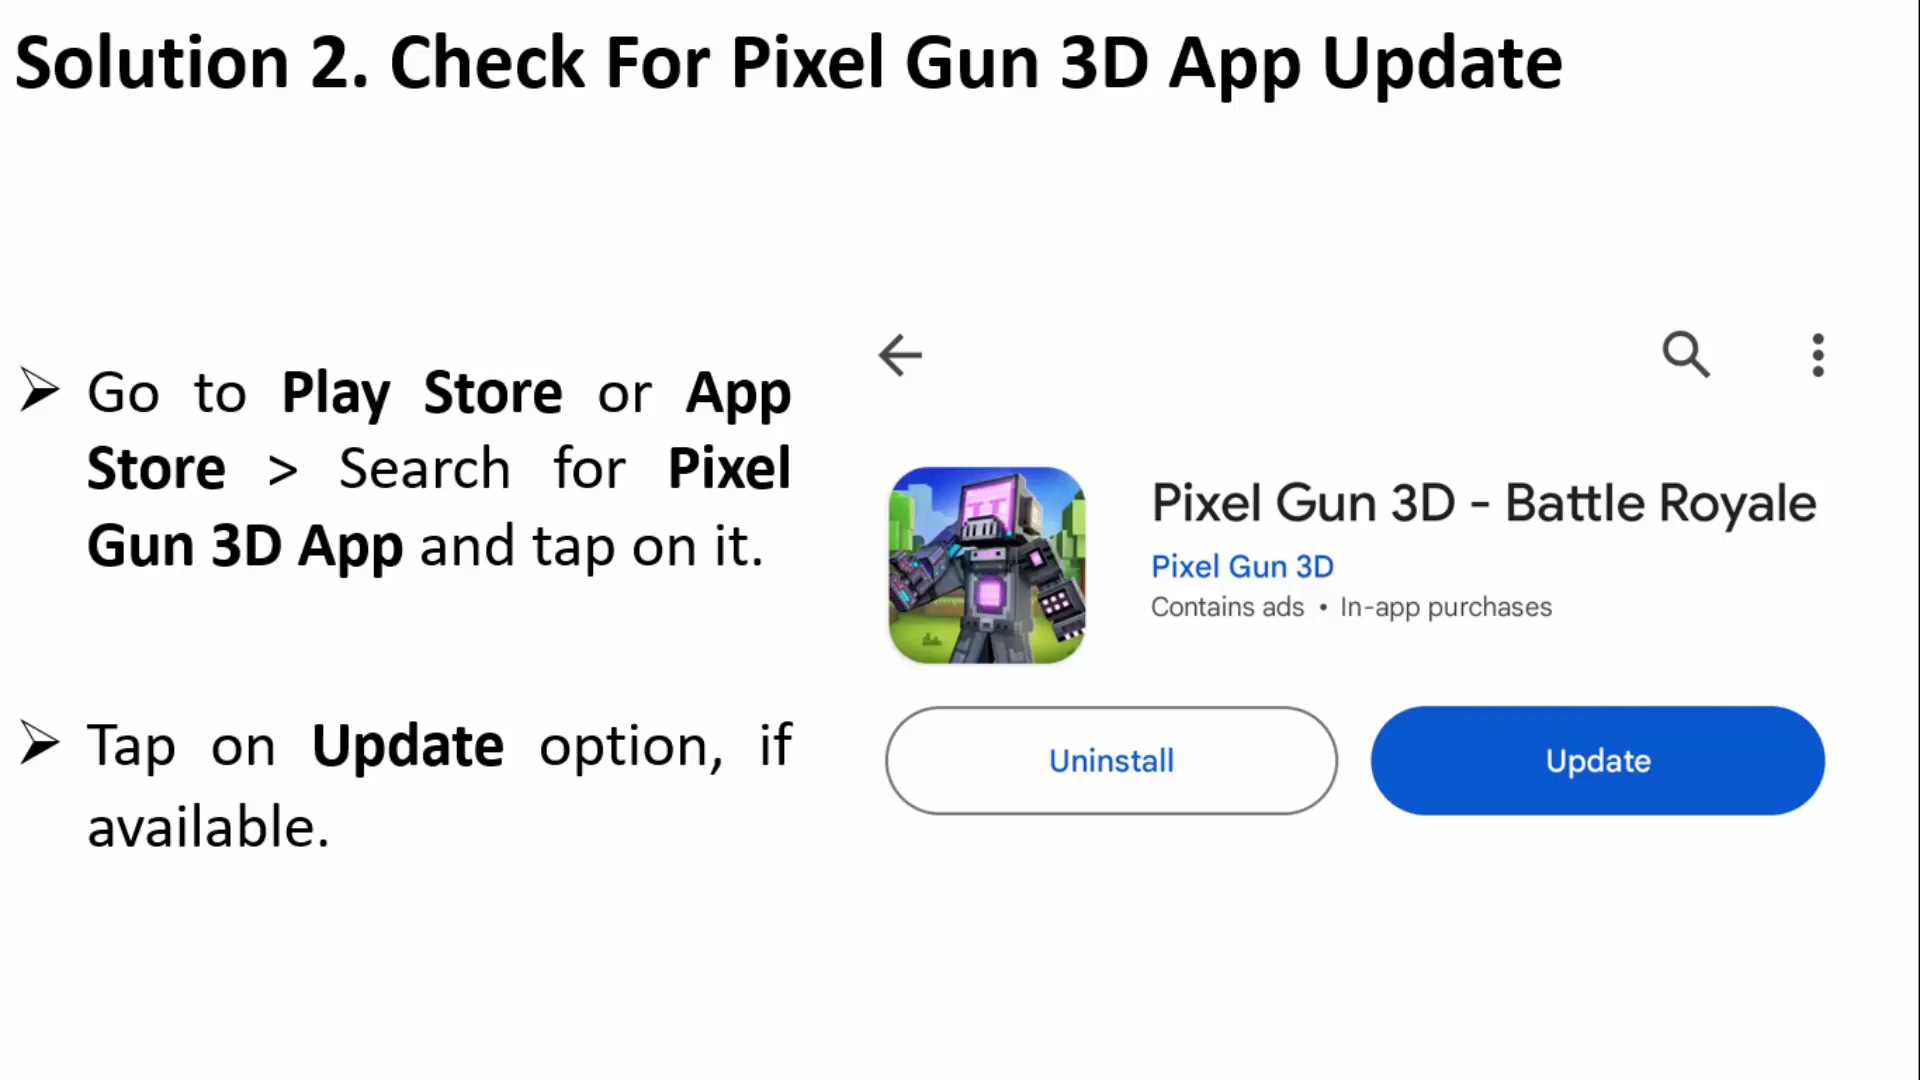 Solution 2. Check For Pixel Gun 3D App Update
➢ Go to Play Store or App
Store > Search for Pixel
Gun 3D App and tap on it.
➢ Tap on Update option, if
available.
Pixel Gun 3D - Battle Royale
Pixel Gun 3D
Contains ads • In-app purchases
Uninstall
Update